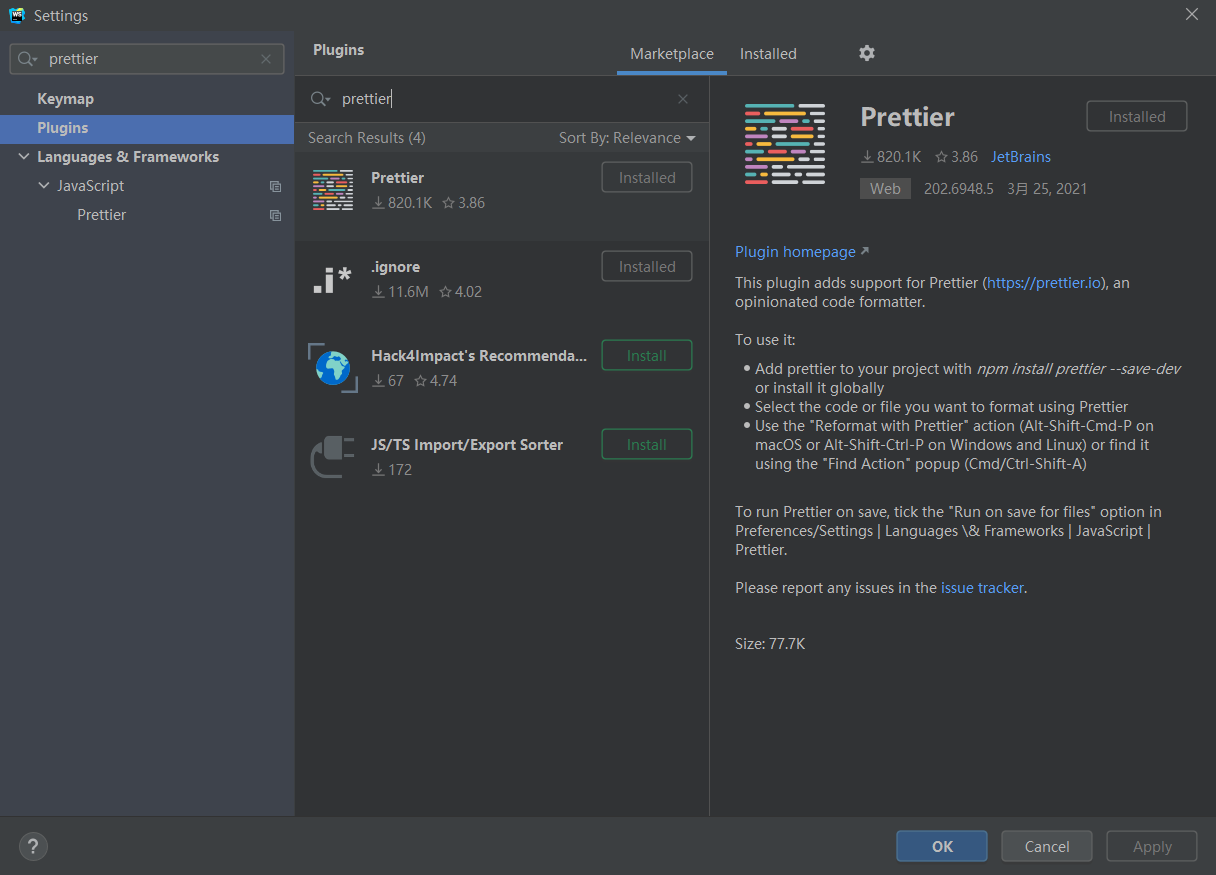 WS
Settings
prettier
Keymap
Plugins
Languages & Frameworks
JavaScript
Prettier
Plugins
Marketplace
Installed
prettier
Search Results (4)
Sort By: Relevance
Prettier
820.1K 3.86
Installed
.i*
.ignore
11.6M 4.02
Installed
Hack4Impact's Recommenda...
67 4.74
Install
JS/TS Import/Export Sorter
172
Install
Prettier
Installed
820.1K 3.86 JetBrains
Web 202.6948.5 3月 25, 2021
Plugin homepage
This plugin adds support for Prettier (https://prettier.io), an
opinionated code formatter.
To use it:
• Add prettier to your project with npm install prettier --save-dev
or install it globally
• Select the code or file you want to format using Prettier
• Use the "Reformat with Prettier" action (Alt-Shift-Cmd-P on
macOS or Alt-Shift-Ctrl-P on Windows and Linux) or find it
using the "Find Action" popup (Cmd/Ctrl-Shift-A)
To run Prettier on save, tick the "Run on save for files" option in
Preferences/Settings | Languages \& Frameworks | JavaScript |
Prettier.
Please report any issues in the issue tracker.
Size: 77.7K
?
OK
Cancel
Apply